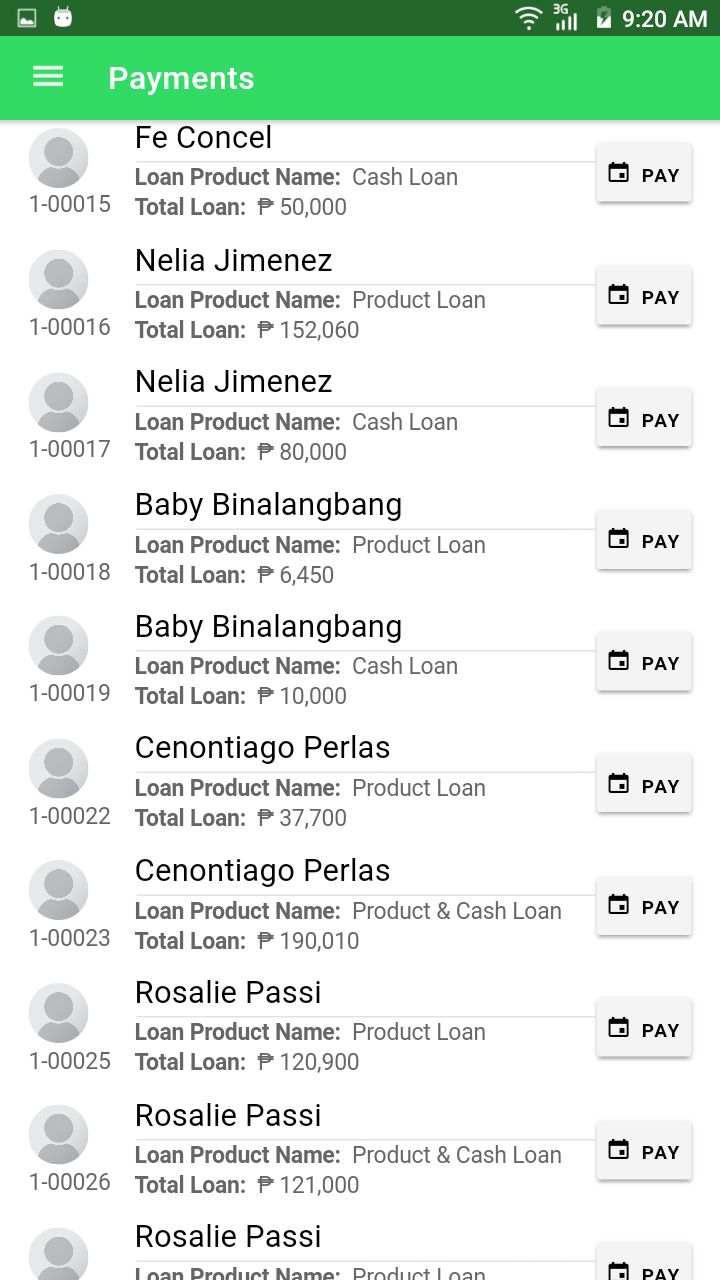 3G 9:20 AM
Payments
Fe Concel
Loan Product Name: Cash Loan
PAY
1-00015
Total Loan: ₱ 50,000
Nelia Jimenez
Loan Product Name: Product Loan
PAY
1-00016
Total Loan: ₱ 152,060
Nelia Jimenez
Loan Product Name: Cash Loan
PAY
1-00017
Total Loan: ₱ 80,000
Baby Binalangbang
Loan Product Name: Product Loan
PAY
1-00018
Total Loan: ₱ 6,450
Baby Binalangbang
Loan Product Name: Cash Loan
PAY
1-00019
Total Loan: ₱ 10,000
Cenontiago Perlas
Loan Product Name: Product Loan
PAY
1-00022
Total Loan: ₱ 37,700
Cenontiago Perlas
Loan Product Name: Product & Cash Loan
PAY
1-00023
Total Loan: ₱ 190,010
Rosalie Passi
Loan Product Name: Product Loan
PAY
1-00025
Total Loan: ₱ 120,900
Rosalie Passi
Loan Product Name: Product & Cash Loan
PAY
1-00026
Total Loan: ₱ 121,000
Rosalie Passi
Loan Product Name: Product Loan
PAY